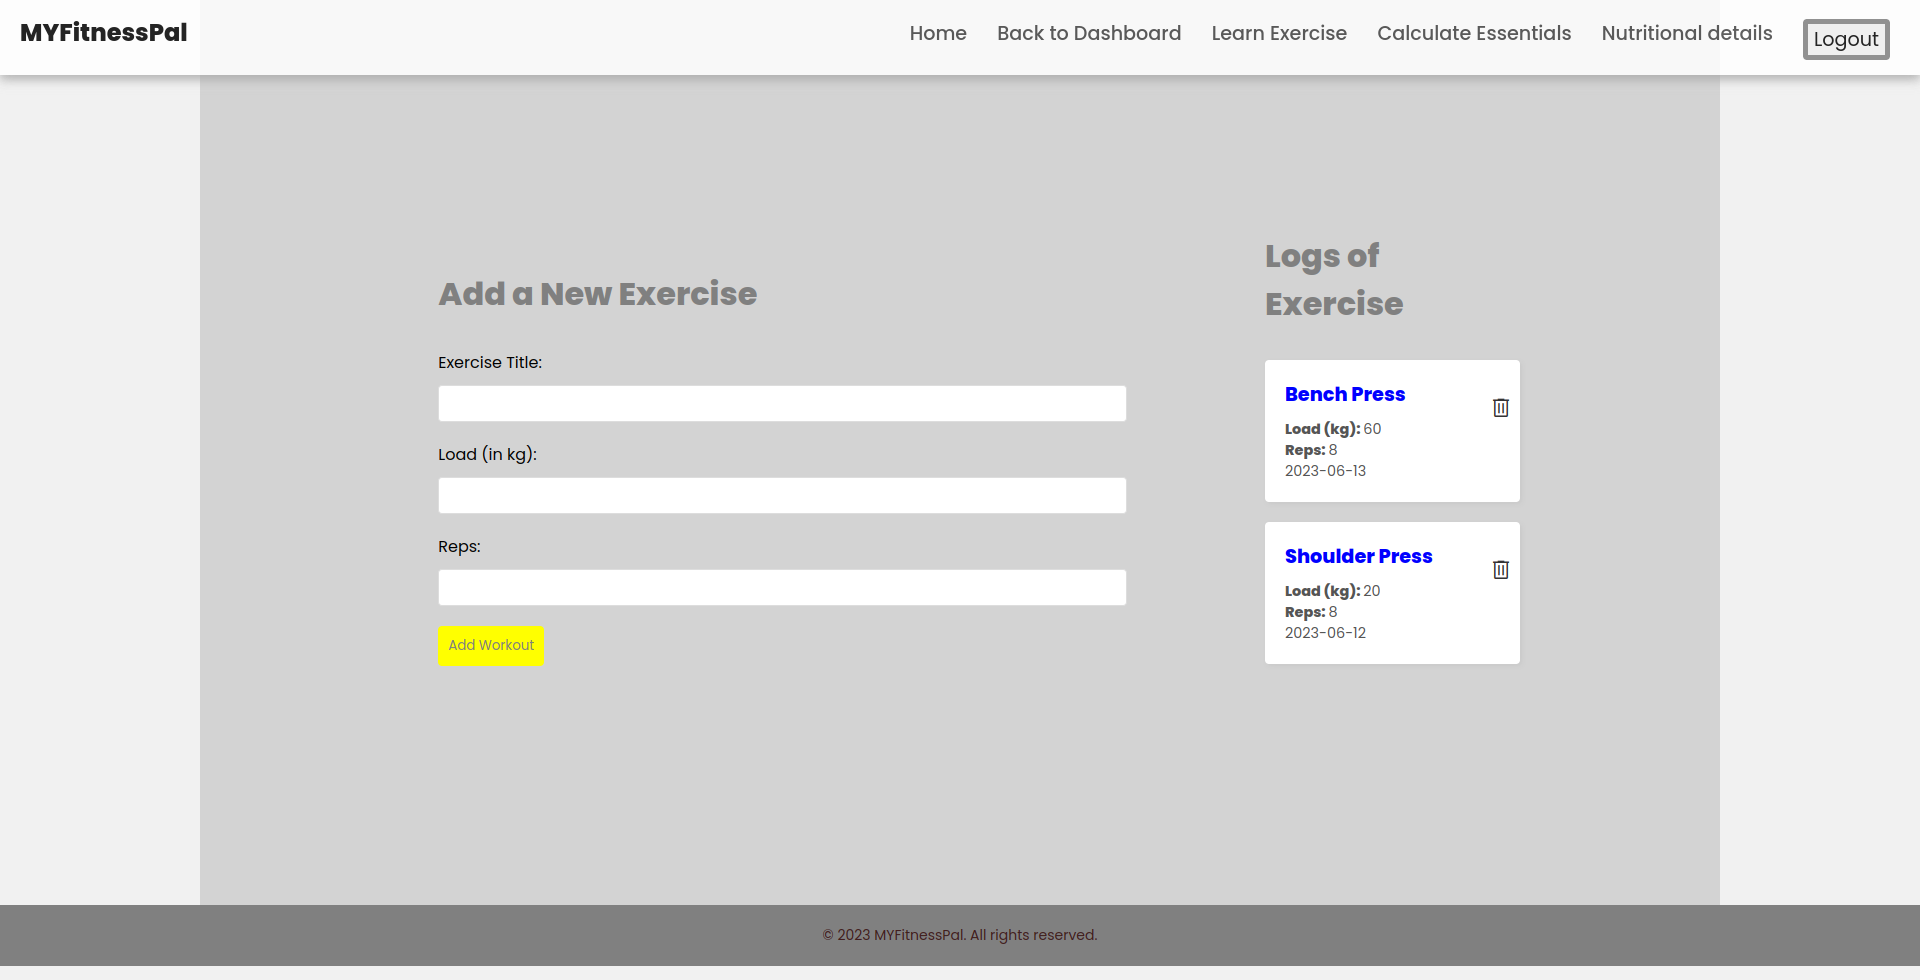 MYFitnessPal
Home
Back to Dashboard
Learn Exercise
Calculate Essentials
Nutritional details
Logout
Add a New Exercise
Exercise Title:
Load (in kg):
Reps:
Add Workout
Logs of
Exercise
Bench Press
Load (kg): 60
Reps: 8
2023-06-13
Shoulder Press
Load (kg): 20
Reps: 8
2023-06-12
© 2023 MYFitnessPal. All rights reserved.